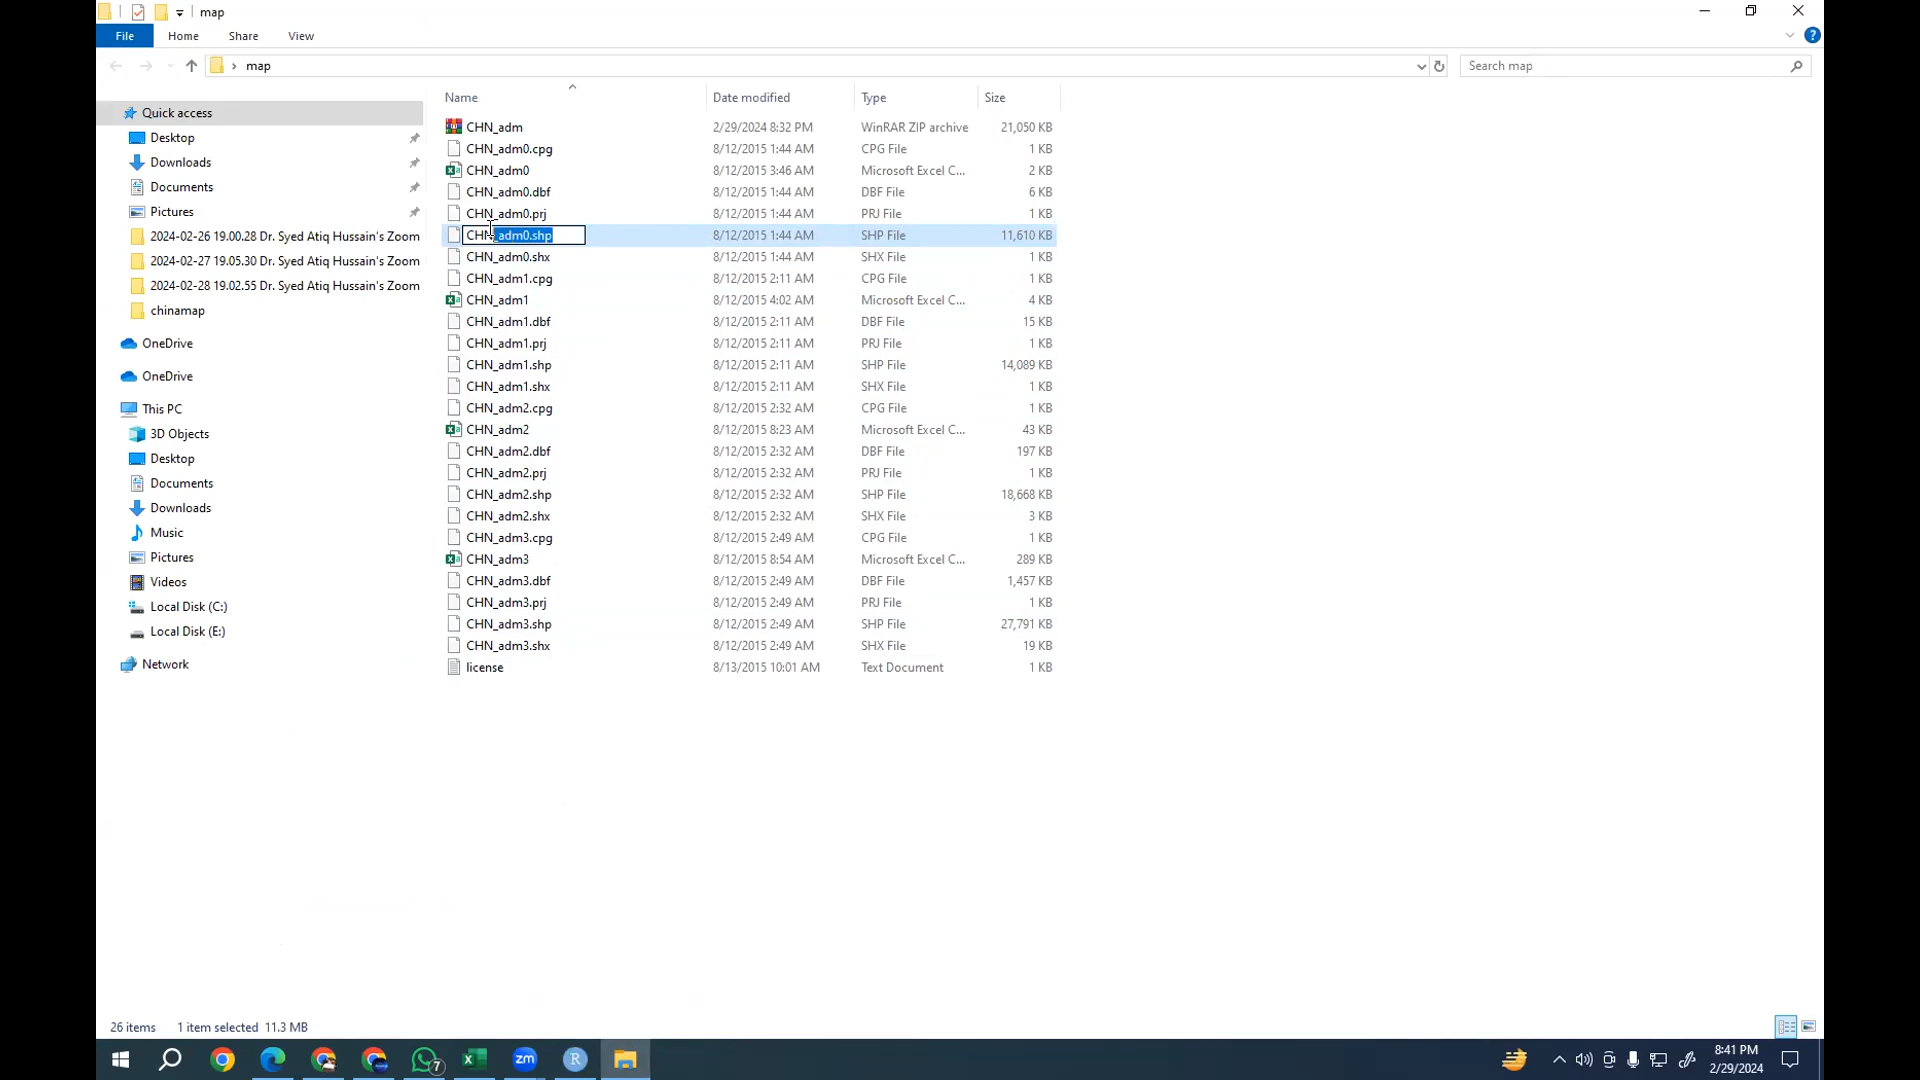 map
File Home Share View
› map
Search map
Name Date modified Type Size
Quick access
Desktop
Downloads
Documents
Pictures
2024-02-26 19.00.28 Dr. Syed Atiq Hussain's Zoom
2024-02-27 19.05.30 Dr. Syed Atiq Hussain's Zoom
2024-02-28 19.02.55 Dr. Syed Atiq Hussain's Zoom
chinamap
OneDrive
OneDrive
This PC
3D Objects
Desktop
Documents
Downloads
Music
Pictures
Videos
Local Disk (C:)
Local Disk (E:)
Network
CHN_adm 2/29/2024 8:32 PM WinRAR ZIP archive 21,050 KB
CHN_adm0.cpg 8/12/2015 1:44 AM CPG File 1 KB
CHN_adm0 8/12/2015 3:46 AM Microsoft Excel C... 2 KB
CHN_adm0.dbf 8/12/2015 1:44 AM DBF File 6 KB
CHN_adm0.prj 8/12/2015 1:44 AM PRJ File 1 KB
CHN_adm0.shp 8/12/2015 1:44 AM SHP File 11,610 KB
CHN_adm0.shx 8/12/2015 1:44 AM SHX File 1 KB
CHN_adm1.cpg 8/12/2015 2:11 AM CPG File 1 KB
CHN_adm1 8/12/2015 4:02 AM Microsoft Excel C... 4 KB
CHN_adm1.dbf 8/12/2015 2:11 AM DBF File 15 KB
CHN_adm1.prj 8/12/2015 2:11 AM PRJ File 1 KB
CHN_adm1.shp 8/12/2015 2:11 AM SHP File 14,089 KB
CHN_adm1.shx 8/12/2015 2:11 AM SHX File 1 KB
CHN_adm2.cpg 8/12/2015 2:32 AM CPG File 1 KB
CHN_adm2 8/12/2015 8:23 AM Microsoft Excel C... 43 KB
CHN_adm2.dbf 8/12/2015 2:32 AM DBF File 197 KB
CHN_adm2.prj 8/12/2015 2:32 AM PRJ File 1 KB
CHN_adm2.shp 8/12/2015 2:32 AM SHP File 18,668 KB
CHN_adm2.shx 8/12/2015 2:32 AM SHX File 3 KB
CHN_adm3.cpg 8/12/2015 2:49 AM CPG File 1 KB
CHN_adm3 8/12/2015 8:54 AM Microsoft Excel C... 289 KB
CHN_adm3.dbf 8/12/2015 2:49 AM DBF File 1,457 KB
CHN_adm3.prj 8/12/2015 2:49 AM PRJ File 1 KB
CHN_adm3.shp 8/12/2015 2:49 AM SHP File 27,791 KB
CHN_adm3.shx 8/12/2015 2:49 AM SHX File 19 KB
license 8/13/2015 10:01 AM Text Document 1 KB
26 items 1 item selected 11.3 MB
7 zm R
8:41 PM
2/29/2024